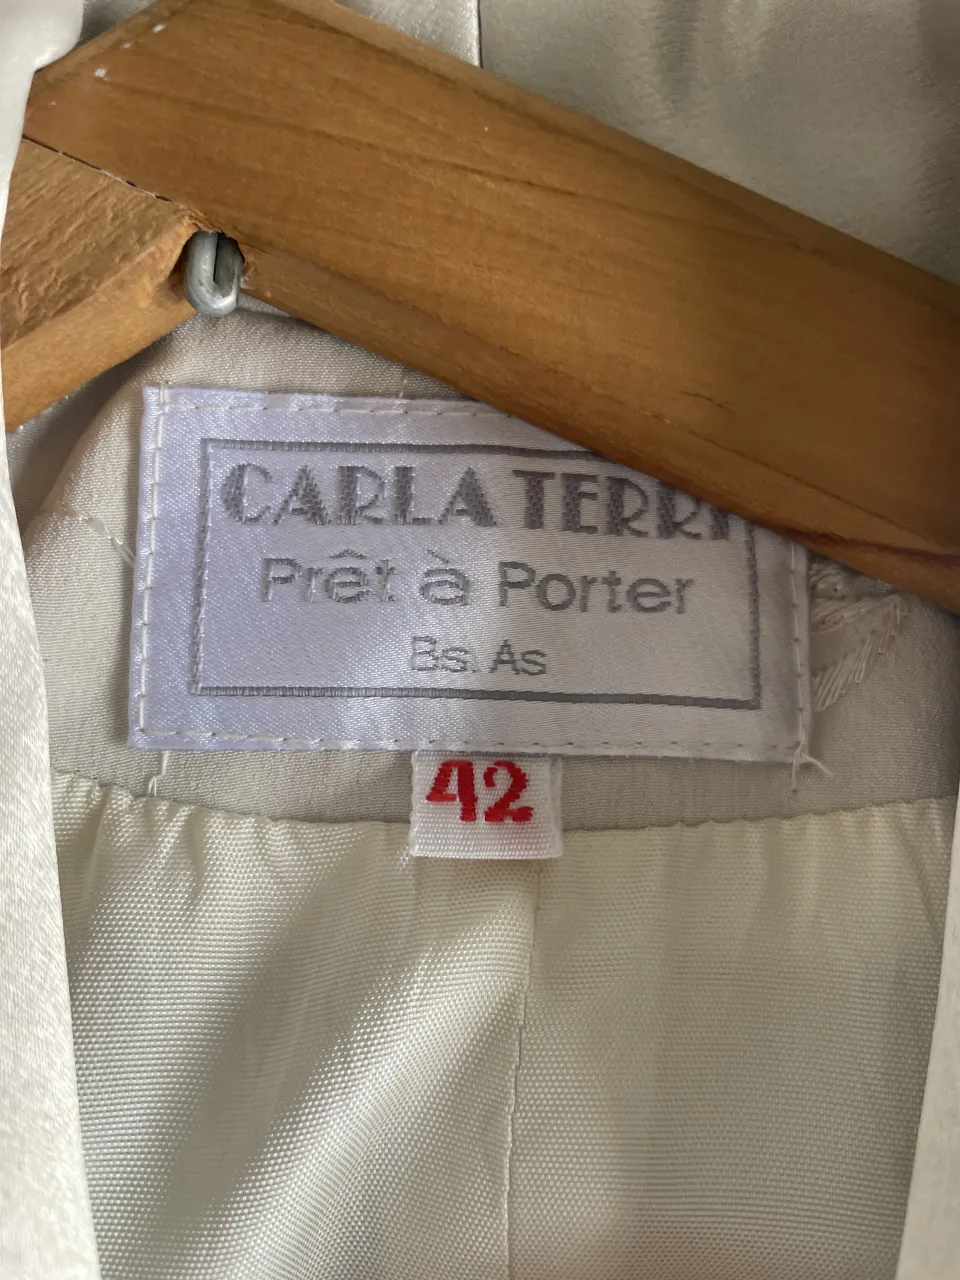 CARLA TERRI
Prêt à Porter
Bs. As
42